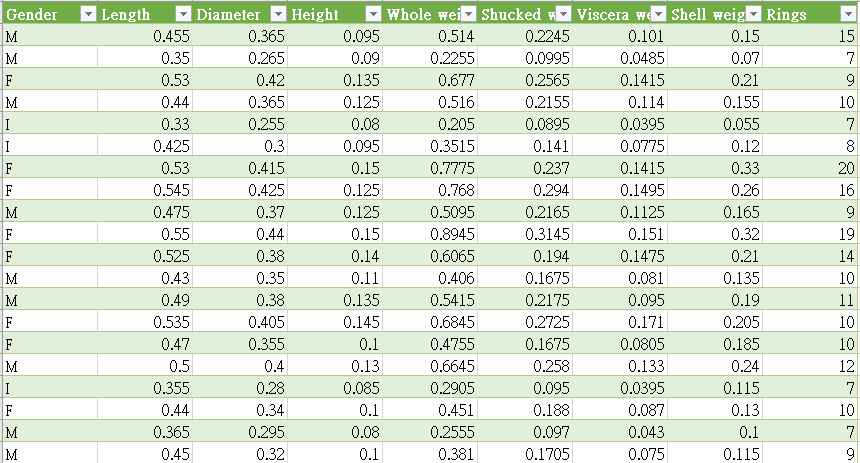 Gender Length Diameter Height Whole wei Shucked w Viscera we Shell weig Rings
M 0.455 0.365 0.095 0.514 0.2245 0.101 0.15 15
M 0.35 0.265 0.09 0.2255 0.0995 0.0485 0.07 7
F 0.53 0.42 0.135 0.677 0.2565 0.1415 0.21 9
M 0.44 0.365 0.125 0.516 0.2155 0.114 0.155 10
I 0.33 0.255 0.08 0.205 0.0895 0.0395 0.055 7
I 0.425 0.3 0.095 0.3515 0.141 0.0775 0.12 8
F 0.53 0.415 0.15 0.7775 0.237 0.1415 0.33 20
F 0.545 0.425 0.125 0.768 0.294 0.1495 0.26 16
M 0.475 0.37 0.125 0.5095 0.2165 0.1125 0.165 9
F 0.55 0.44 0.15 0.8945 0.3145 0.151 0.32 19
F 0.525 0.38 0.14 0.6065 0.194 0.1475 0.21 14
M 0.43 0.35 0.11 0.406 0.1675 0.081 0.135 10
M 0.49 0.38 0.135 0.5415 0.2175 0.095 0.19 11
F 0.535 0.405 0.145 0.6845 0.2725 0.171 0.205 10
F 0.47 0.355 0.1 0.4755 0.1675 0.0805 0.185 10
M 0.5 0.4 0.13 0.6645 0.258 0.133 0.24 12
I 0.355 0.28 0.085 0.2905 0.095 0.0395 0.115 7
F 0.44 0.34 0.1 0.451 0.188 0.087 0.13 10
M 0.365 0.295 0.08 0.2555 0.097 0.043 0.1 7
M 0.45 0.32 0.1 0.381 0.1705 0.075 0.115 9